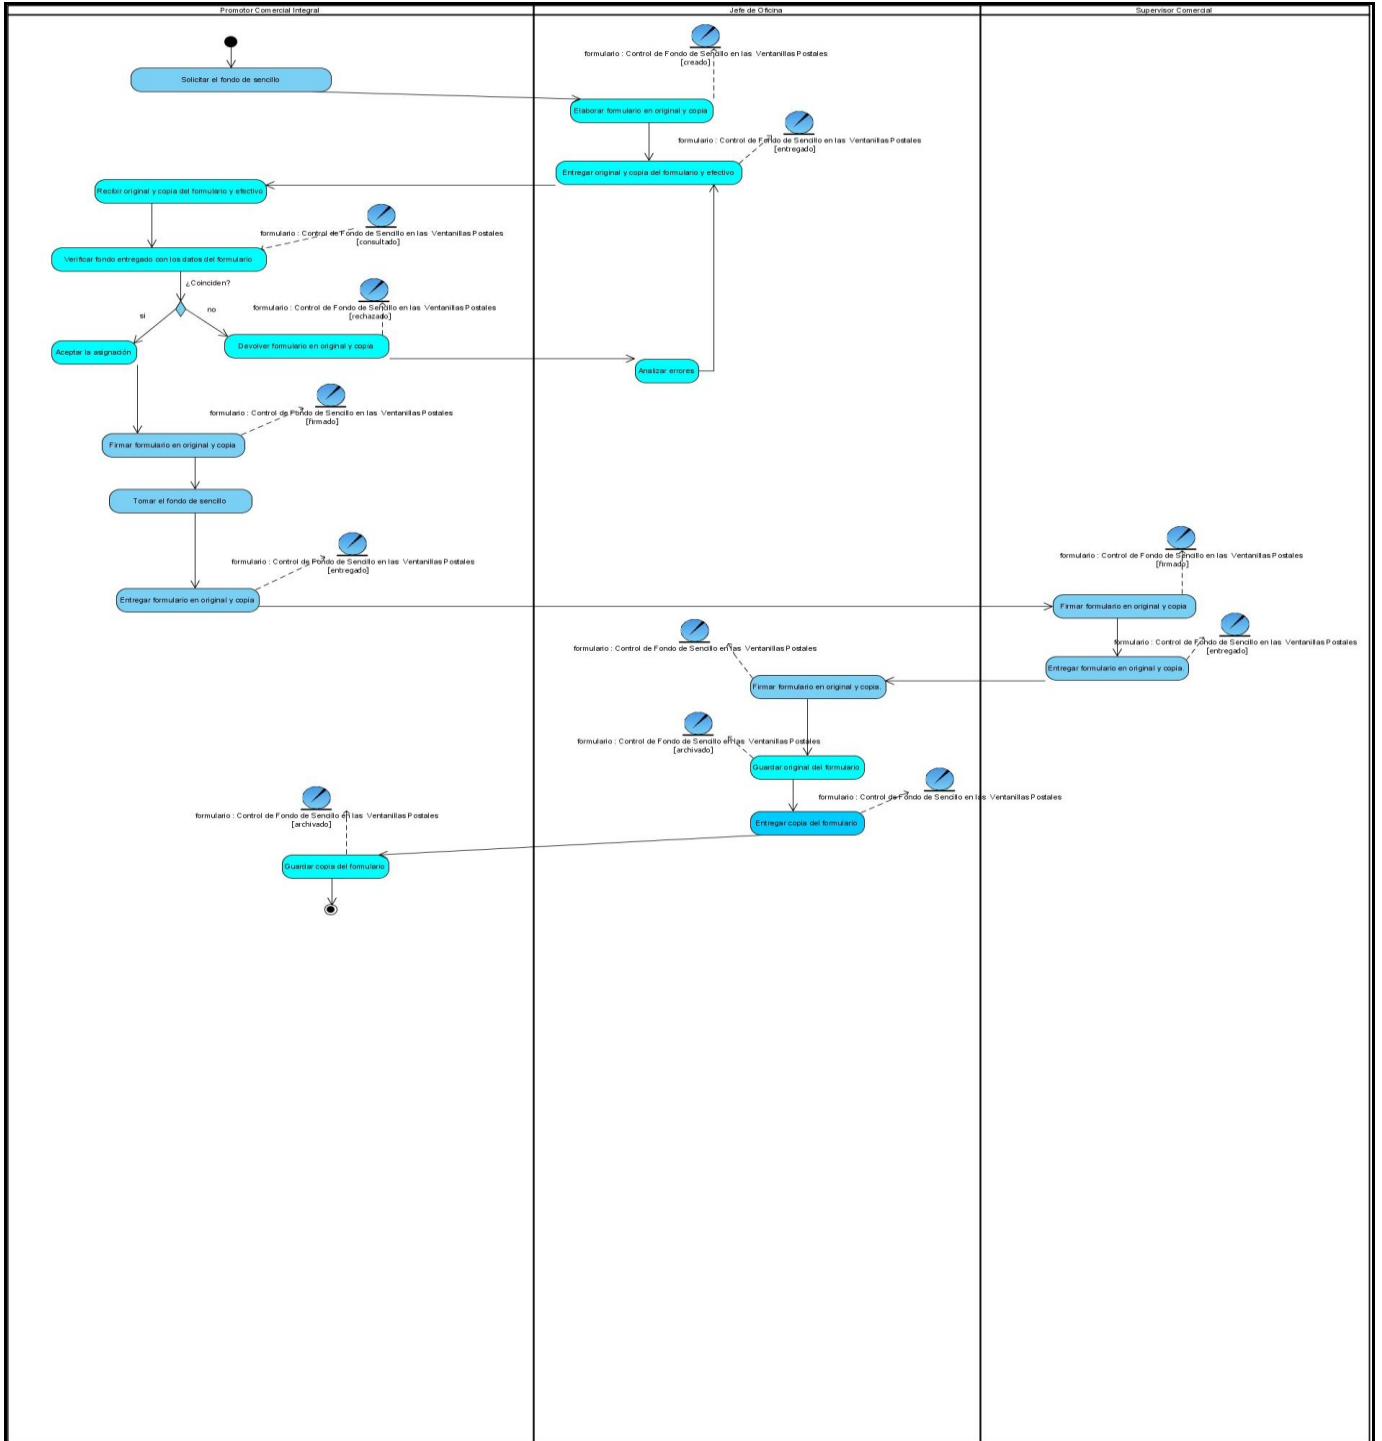 Promotor Comercial Integral
Jefe de Oficina
Supervisor Comercial
formulario : Control de Fondo de Sencillo en las Ventanillas Postales
[creado]
Solicitar el fondo de sencillo
Elaborar formulario en original y copia
formulario : Control de Fondo de Sencillo en las Ventanillas Postales
[entregado]
Entregar original y copia del formulario y efectivo
Recibir original y copia del formulario y efectivo
formulario : Control de Fondo de Sencillo en las Ventanillas Postales
[consultado]
Verificar fondo entregado con los datos del formulario
¿Coinciden?
si
no
formulario : Control de Fondo de Sencillo en las Ventanillas Postales
[rechazado]
Devolver formulario en original y copia
Aceptar la asignación
Analizar errores
formulario : Control de Fondo de Sencillo en las Ventanillas Postales
[firmado]
Firmar formulario en original y copia
Tomar el fondo de sencillo
formulario : Control de Fondo de Sencillo en las Ventanillas Postales
[entregado]
Entregar formulario en original y copia
formulario : Control de Fondo de Sencillo en las Ventanillas Postales
[firmado]
Firmar formulario en original y copia
formulario : Control de Fondo de Sencillo en las Ventanillas Postales
[entregado]
Entregar formulario en original y copia.
formulario : Control de Fondo de Sencillo en las Ventanillas Postales
Firmar formulario en original y copia.
formulario : Control de Fondo de Sencillo en las Ventanillas Postales
[archivado]
Guardar original del formulario
formulario : Control de Fondo de Sencillo en las Ventanillas Postales
Entregar copia del formulario
formulario : Control de Fondo de Sencillo en las Ventanillas Postales
[archivado]
Guardar copia del formulario